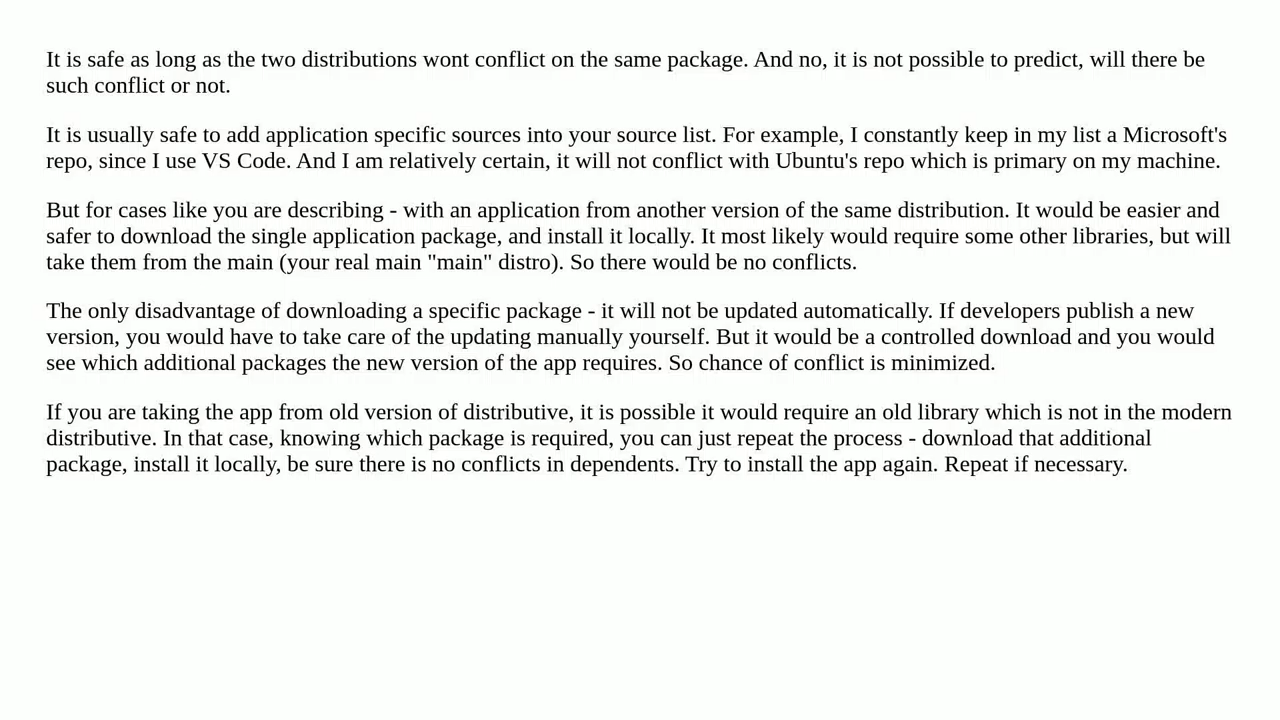 It is safe as long as the two distributions wont conflict on the same package. And no, it is not possible to predict, will there be
such conflict or not.
It is usually safe to add application specific sources into your source list. For example, I constantly keep in my list a Microsoft's
repo, since I use VS Code. And I am relatively certain, it will not conflict with Ubuntu's repo which is primary on my machine.
But for cases like you are describing - with an application from another version of the same distribution. It would be easier and
safer to download the single application package, and install it locally. It most likely would require some other libraries, but will
take them from the main (your real main "main" distro). So there would be no conflicts.
The only disadvantage of downloading a specific package - it will not be updated automatically. If developers publish a new
version, you would have to take care of the updating manually yourself. But it would be a controlled download and you would
see which additional packages the new version of the app requires. So chance of conflict is minimized.
If you are taking the app from old version of distributive, it is possible it would require an old library which is not in the modern
distributive. In that case, knowing which package is required, you can just repeat the process - download that additional
package, install it locally, be sure there is no conflicts in dependents. Try to install the app again. Repeat if necessary.